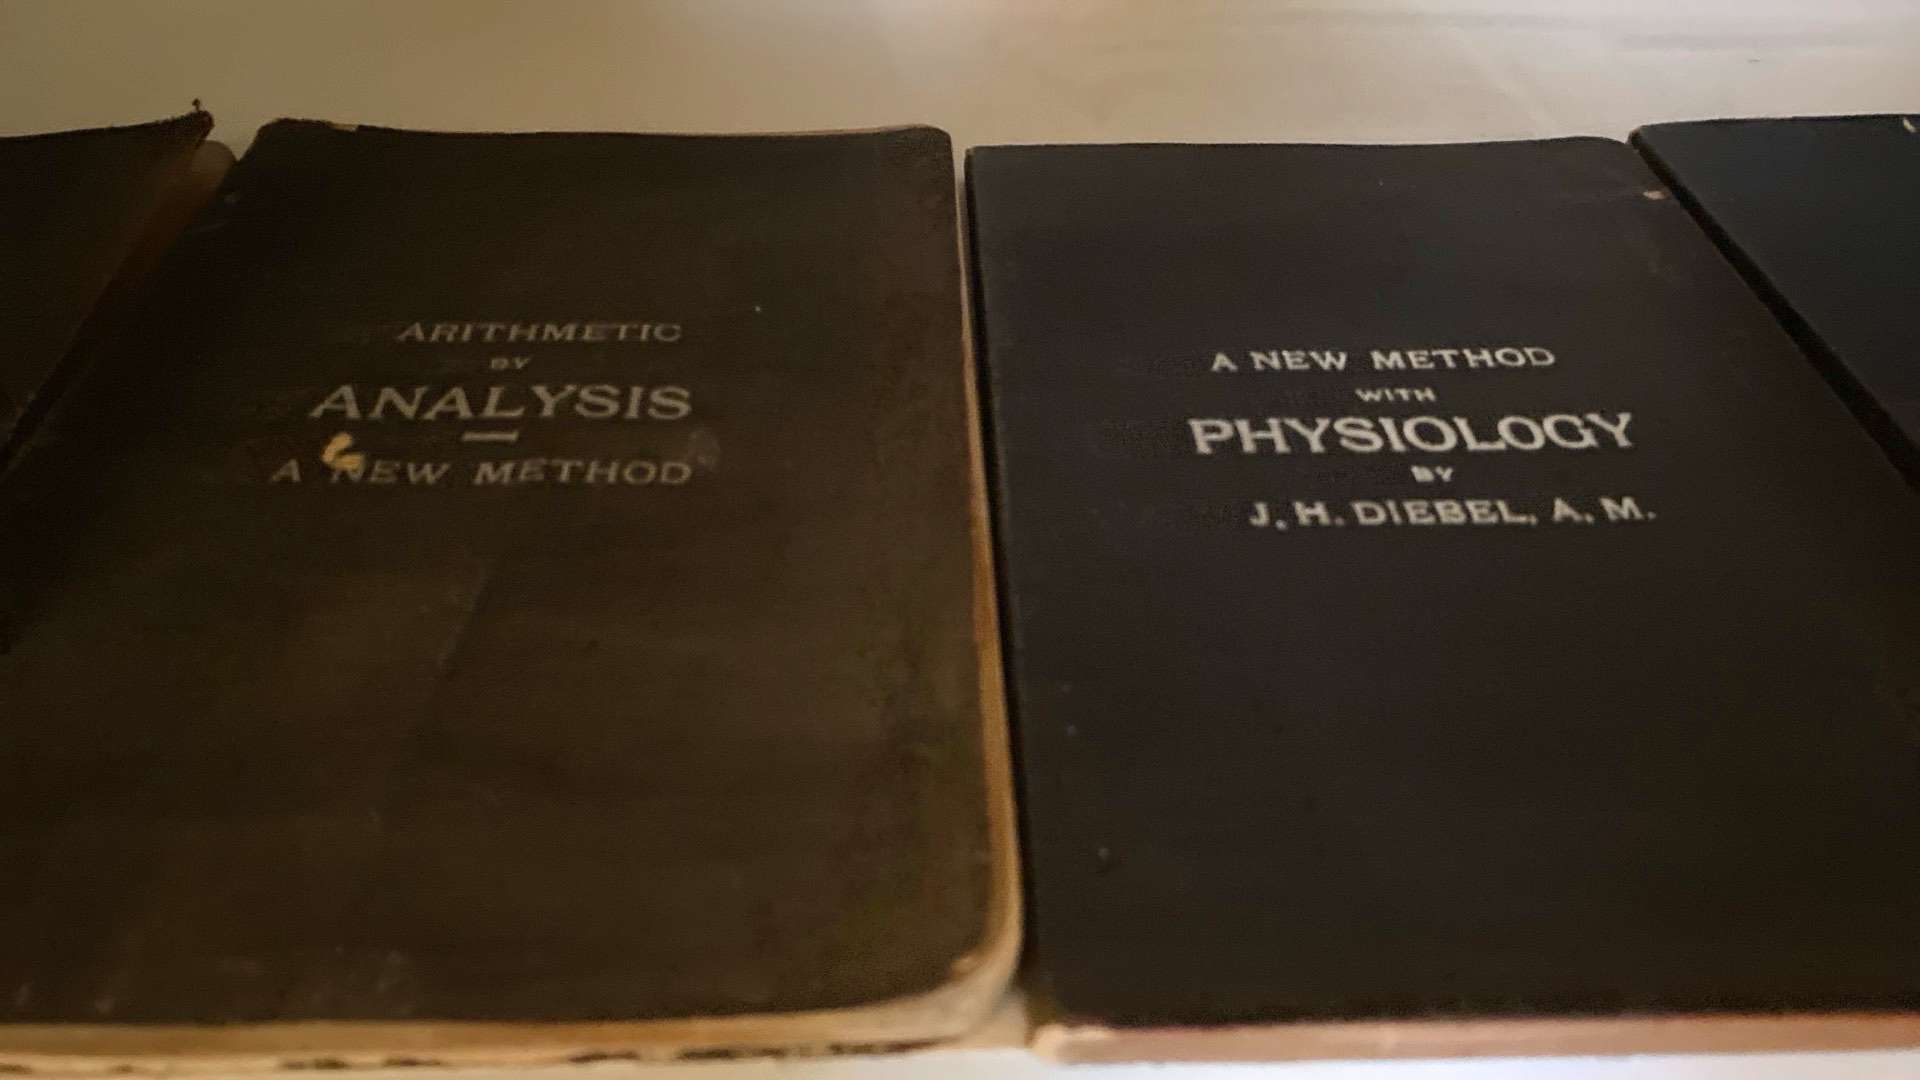 ARITHMETIC
BY
ANALYSIS
A NEW METHOD
A NEW METHOD
WITH
PHYSIOLOGY
BY
J. H. DIEBEL, A. M.